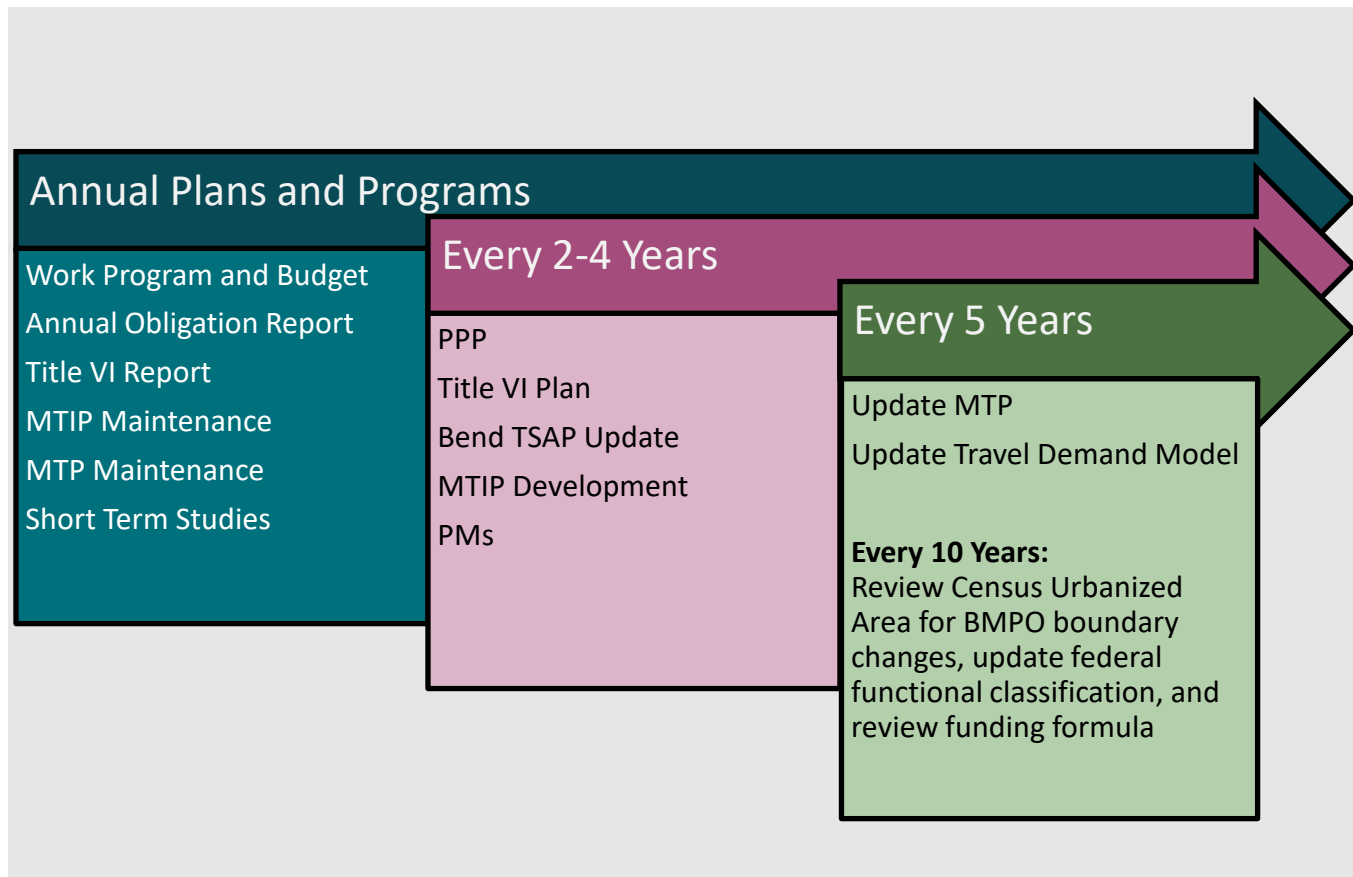 Annual Plans and Programs
Work Program and Budget
Annual Obligation Report
Title VI Report
MTIP Maintenance
MTP Maintenance
Short Term Studies
Every 2-4 Years
PPP
Title VI Plan
Bend TSAP Update
MTIP Development
PMs
Every 5 Years
Update MTP
Update Travel Demand Model
Every 10 Years:
Review Census Urbanized
Area for BMPO boundary
changes, update federal
functional classification, and
review funding formula